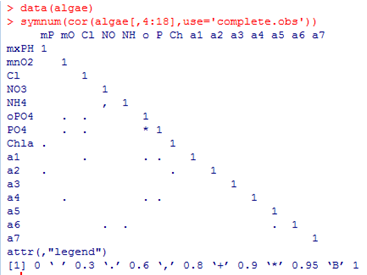 > data(algae)
> symnum(cor(algae[,4:18],use='complete.obs'))
     mP mO Cl NO NH o P Ch a1 a2 a3 a4 a5 a6 a7
mxPH 1
mnO2    1
Cl         1
NO3           1
NH4           ,  1
oPO4    .  .        1
PO4     .  .        * 1
Chla .                  1
a1         .        . .    1
a2   .                  .     1
a3                               1
a4      .           . .             1
a5                                     1
a6            .  .                     .  1
a7                                           1
attr(,"legend")
[1] 0 ‘ ’ 0.3 ‘.’ 0.6 ‘,’ 0.8 ‘+’ 0.9 ‘*’ 0.95 ‘B’ 1